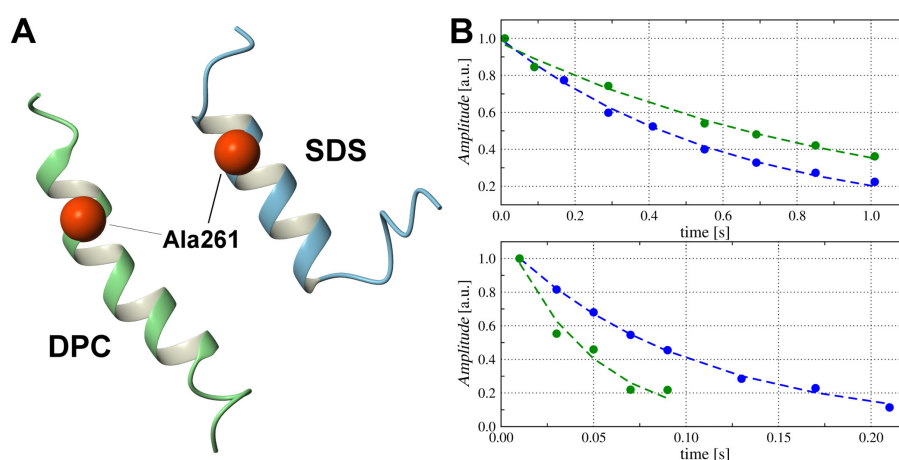 A
SDS
Ala261
DPC
B
Amplitude [a.u.]
1.0
0.8
0.6
0.4
0.2
0.0 0.2 0.4 0.6 0.8 1.0
time [s]
Amplitude [a.u.]
1.0
0.8
0.6
0.4
0.2
0.0
0.00 0.05 0.10 0.15 0.20
time [s]